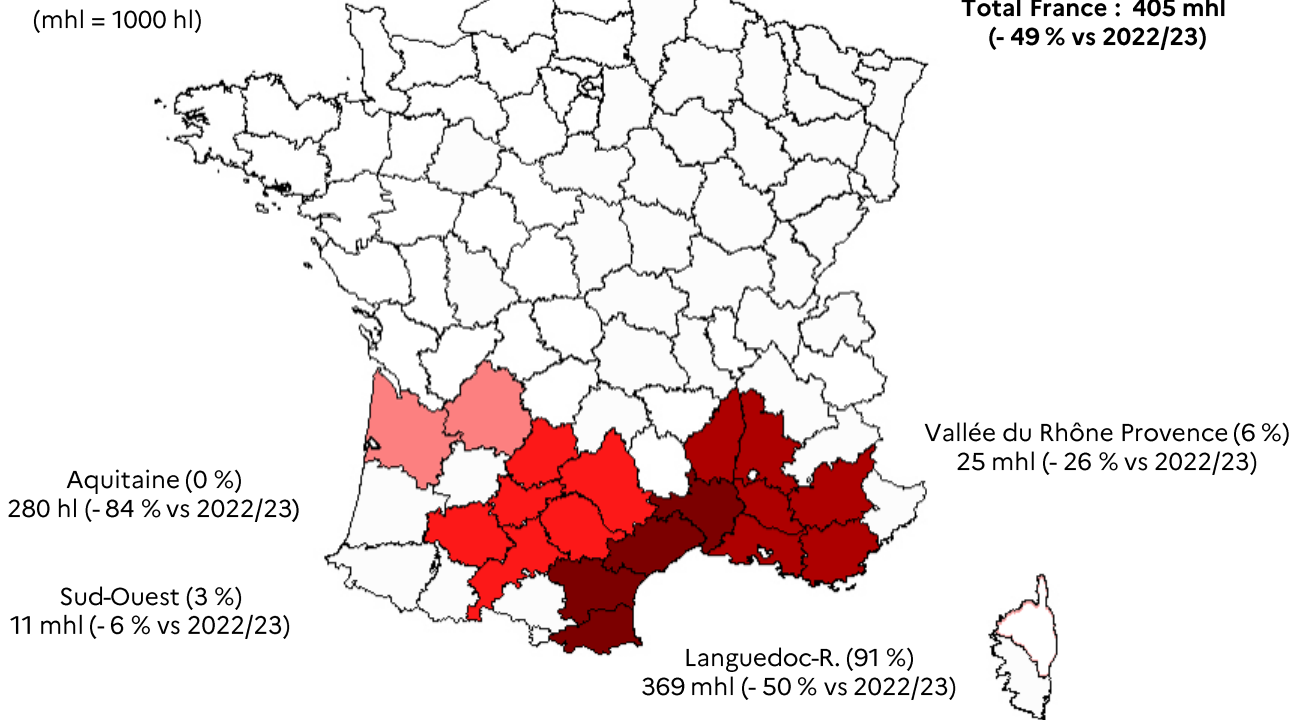 (mhl = 1000 hl)
Total France : 405 mhl
(- 49 % vs 2022/23)
Vallée du Rhône Provence (6 %)
25 mhl (- 26 % vs 2022/23)
Aquitaine (0 %)
280 hl (- 84 % vs 2022/23)
Sud-Ouest (3 %)
11 mhl (- 6 % vs 2022/23)
Languedoc-R. (91 %)
369 mhl (- 50 % vs 2022/23)